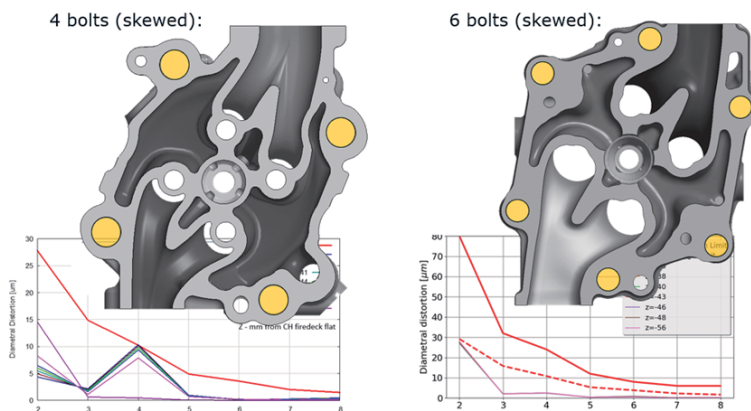 4 bolts (skewed):
6 bolts (skewed):
30
25
20
15
10
5
0
Diametral Distortion [um]
2 3 4 5 6 7 8
41
Z - mm from CH firedeck flat
80
70
60
50
40
30
20
10
0
Diametral distortion [μm]
2 3 4 5 6 7 8
Limit
38
40
-43
z=-46
z=-48
z=-56